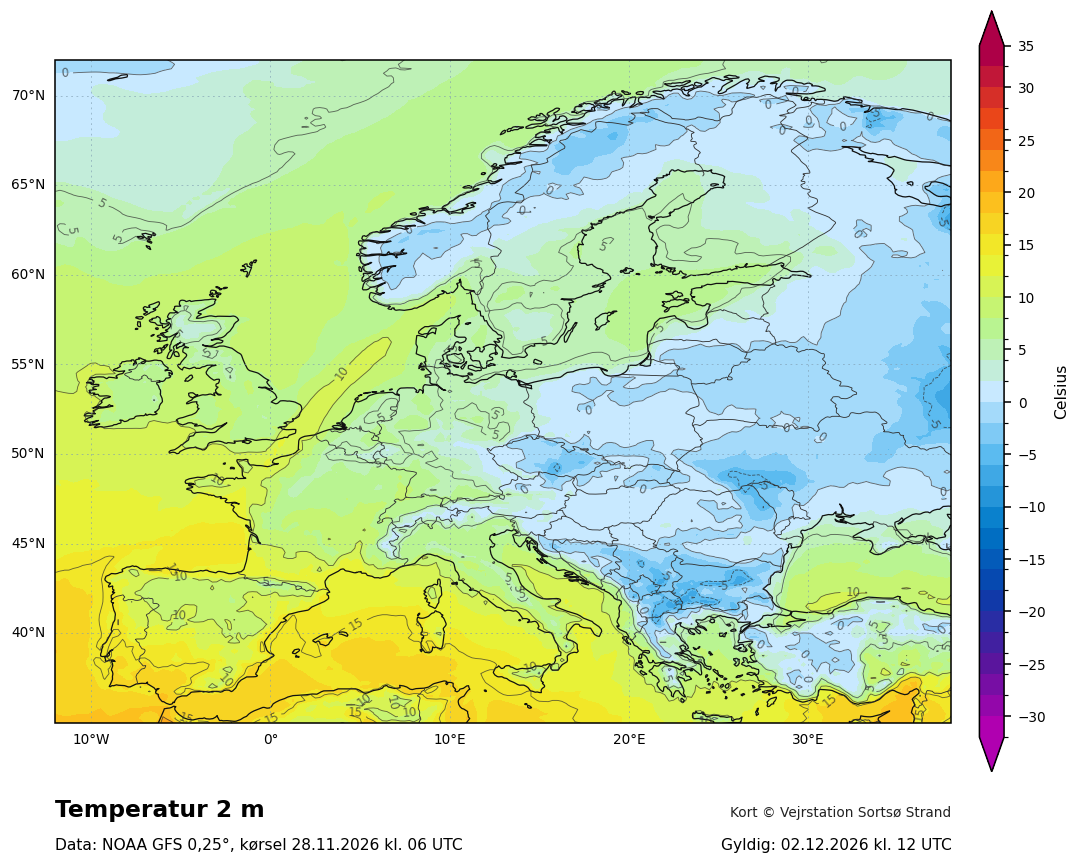 70°N
65°N
60°N
55°N
50°N
45°N
40°N
10°W
0°
10°E
20°E
30°E
35
30
25
20
15
10
5
0
−5
−10
−15
−20
−25
−30
Celsius
Temperatur 2 m
Kort © Vejrstation Sortsø Strand
Data: NOAA GFS 0,25°, kørsel 28.11.2026 kl. 06 UTC
Gyldig: 02.12.2026 kl. 12 UTC